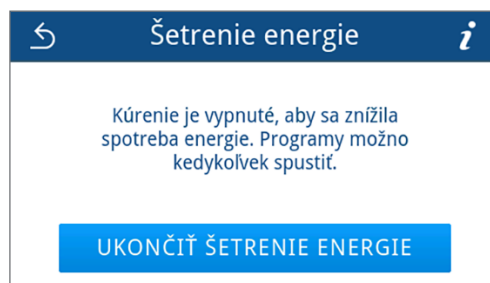 Šetrenie energie
Kúrenie je vypnuté, aby sa znížila
spotreba energie. Programy možno
kedykoľvek spustiť.
UKONČIŤ ŠETRENIE ENERGIE